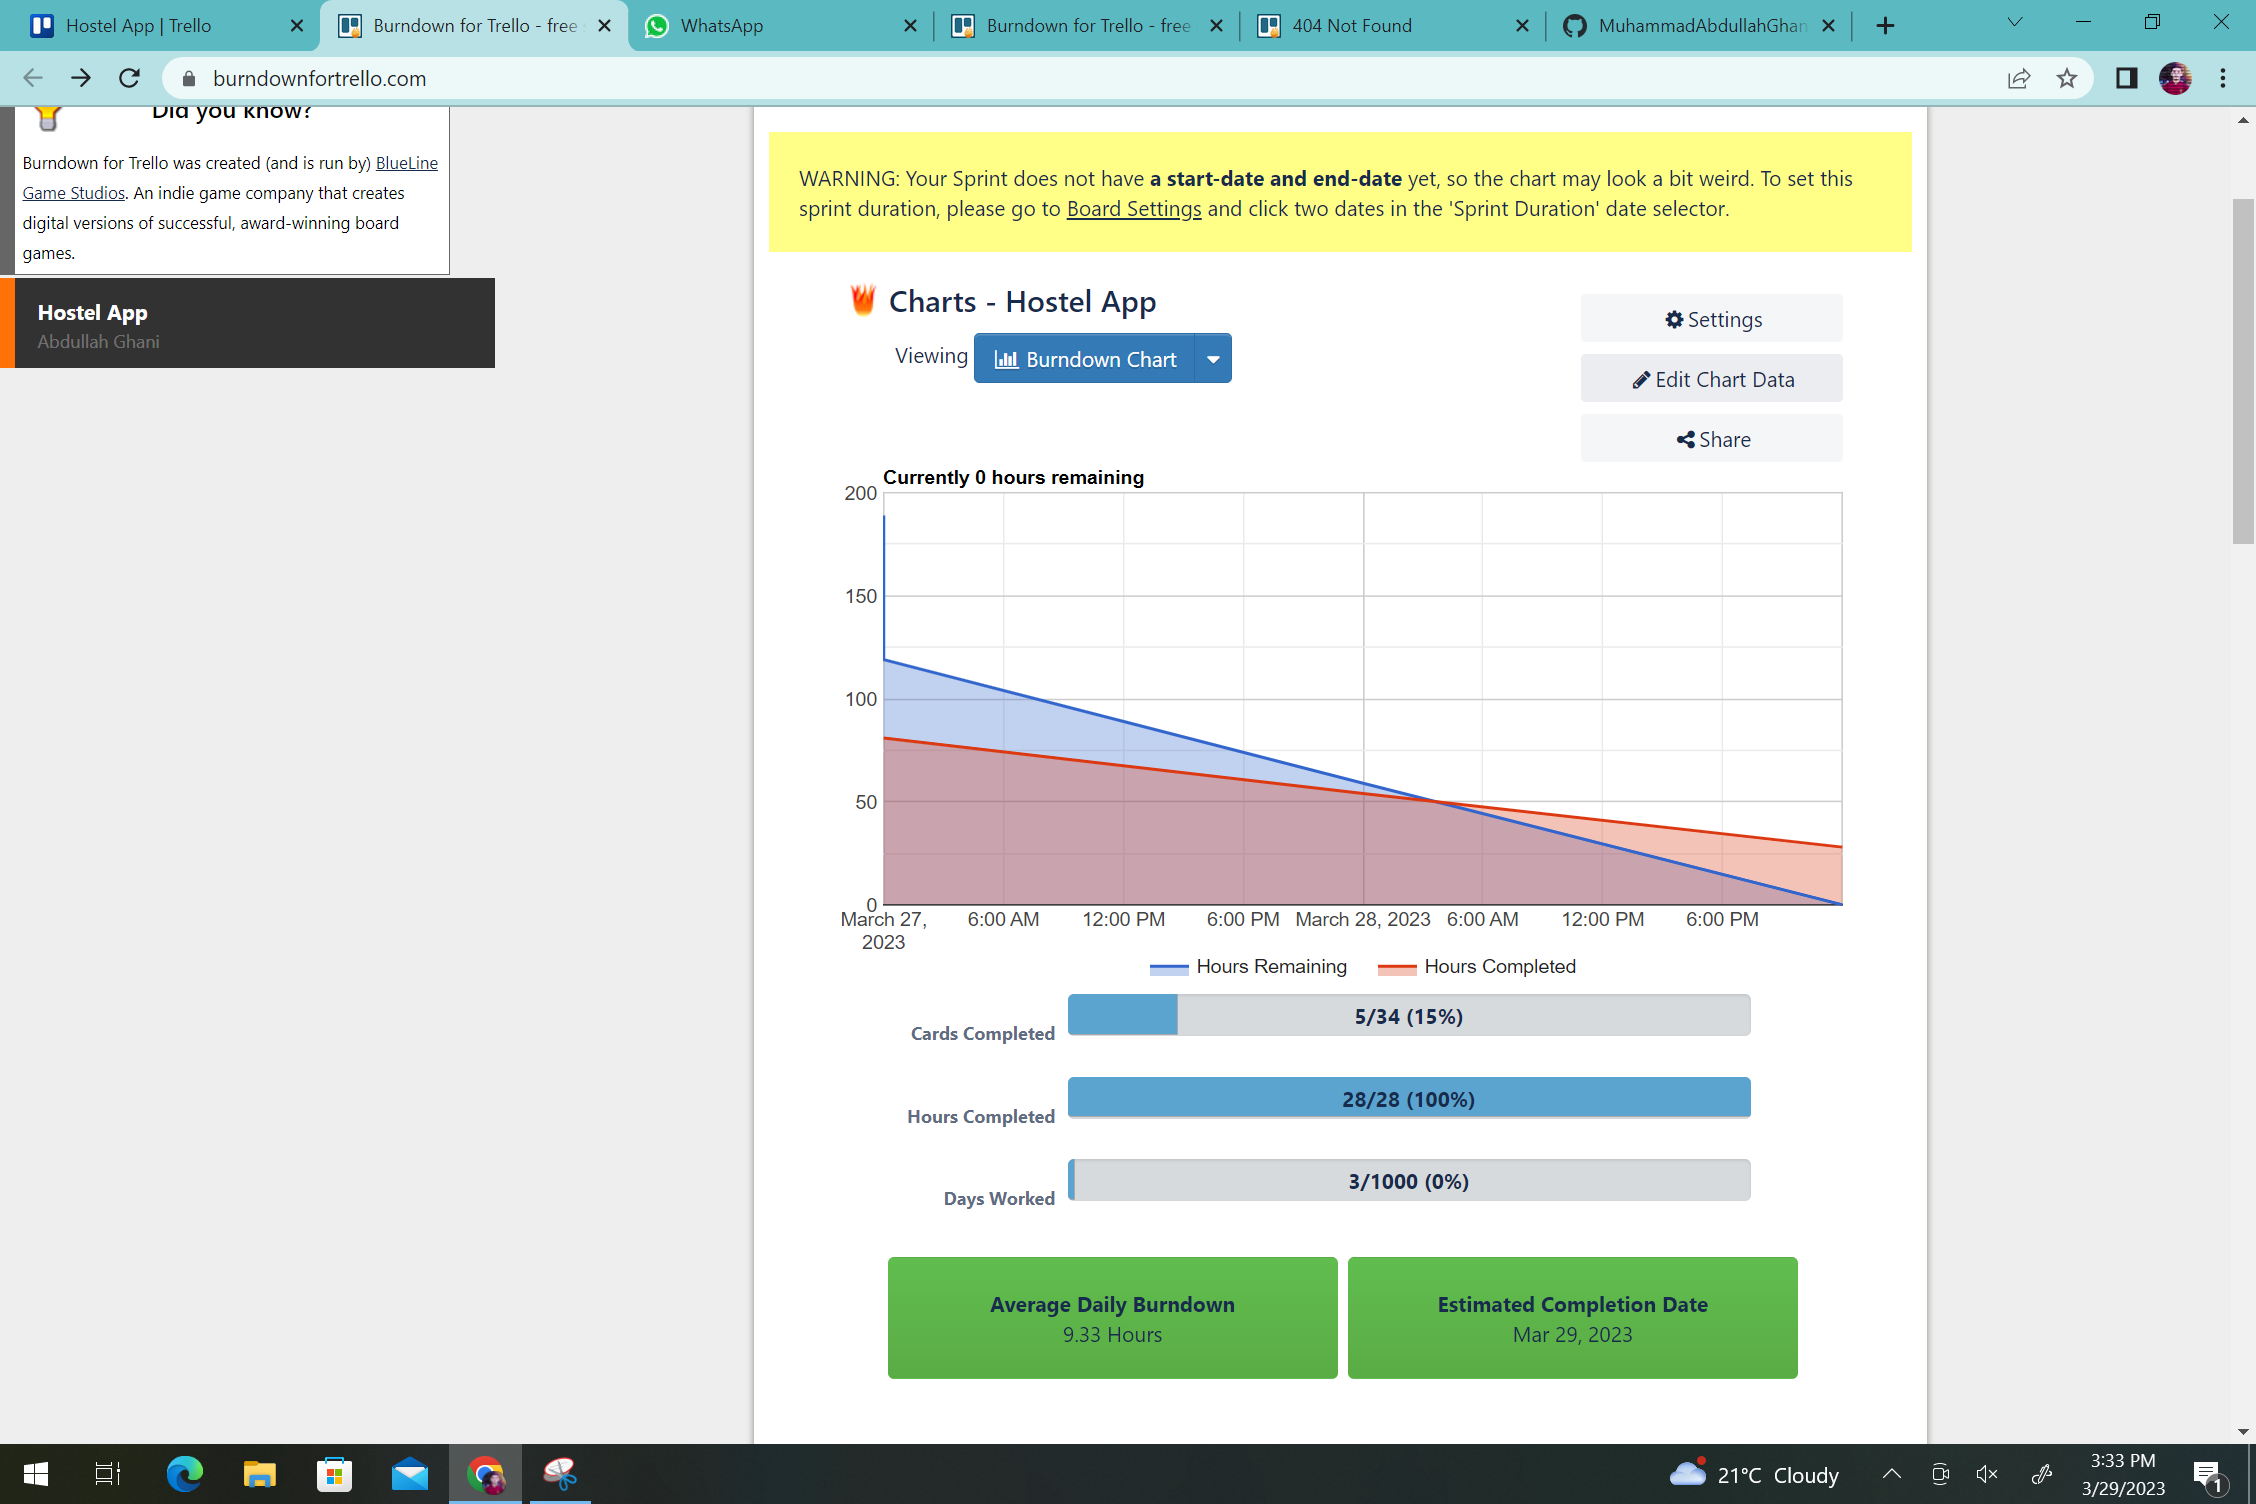 Hostel App | Trello
Burndown for Trello - free
WhatsApp
Burndown for Trello - free
404 Not Found
MuhammadAbdullahGhan
burndownfortrello.com
Did you know?
Burndown for Trello was created (and is run by) BlueLine
Game Studios. An indie game company that creates
digital versions of successful, award-winning board
games.
Hostel App
Abdullah Ghani
WARNING: Your Sprint does not have a start-date and end-date yet, so the chart may look a bit weird. To set this
sprint duration, please go to Board Settings and click two dates in the 'Sprint Duration' date selector.
Charts - Hostel App
Viewing
Burndown Chart
Settings
Edit Chart Data
Share
Currently 0 hours remaining
200
150
100
50
0
March 27,
2023
6:00 AM
12:00 PM
6:00 PM
March 28, 2023
6:00 AM
12:00 PM
6:00 PM
Hours Remaining
Hours Completed
Cards Completed
5/34 (15%)
Hours Completed
28/28 (100%)
Days Worked
3/1000 (0%)
Average Daily Burndown
9.33 Hours
Estimated Completion Date
Mar 29, 2023
21°C Cloudy
3:33 PM
3/29/2023
1